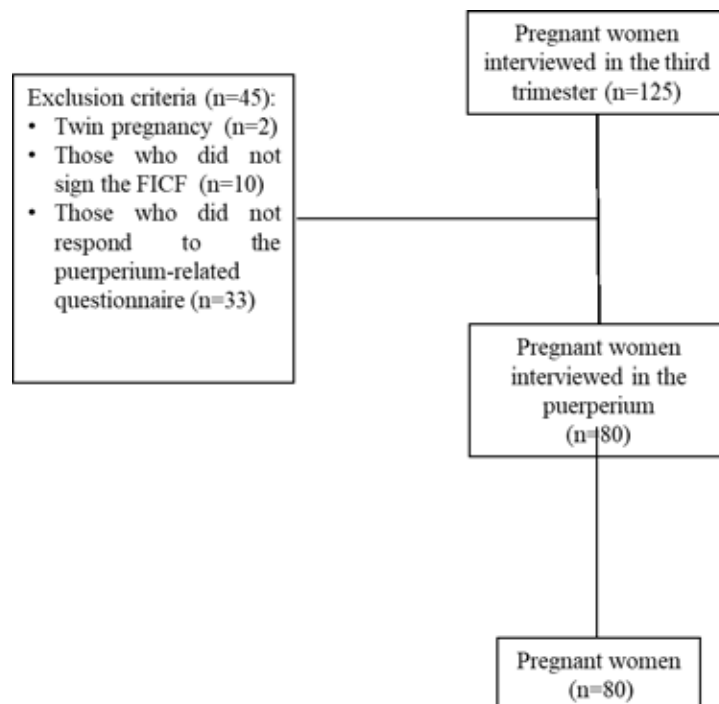 Pregnant women
interviewed in the third
trimester (n=125)
Exclusion criteria (n=45):
• Twin pregnancy (n=2)
• Those who did not
sign the FICF (n=10)
• Those who did not
respond to the
puerperium-related
questionnaire (n=33)
Pregnant women
interviewed in the
puerperium
(n=80)
Pregnant women
(n=80)